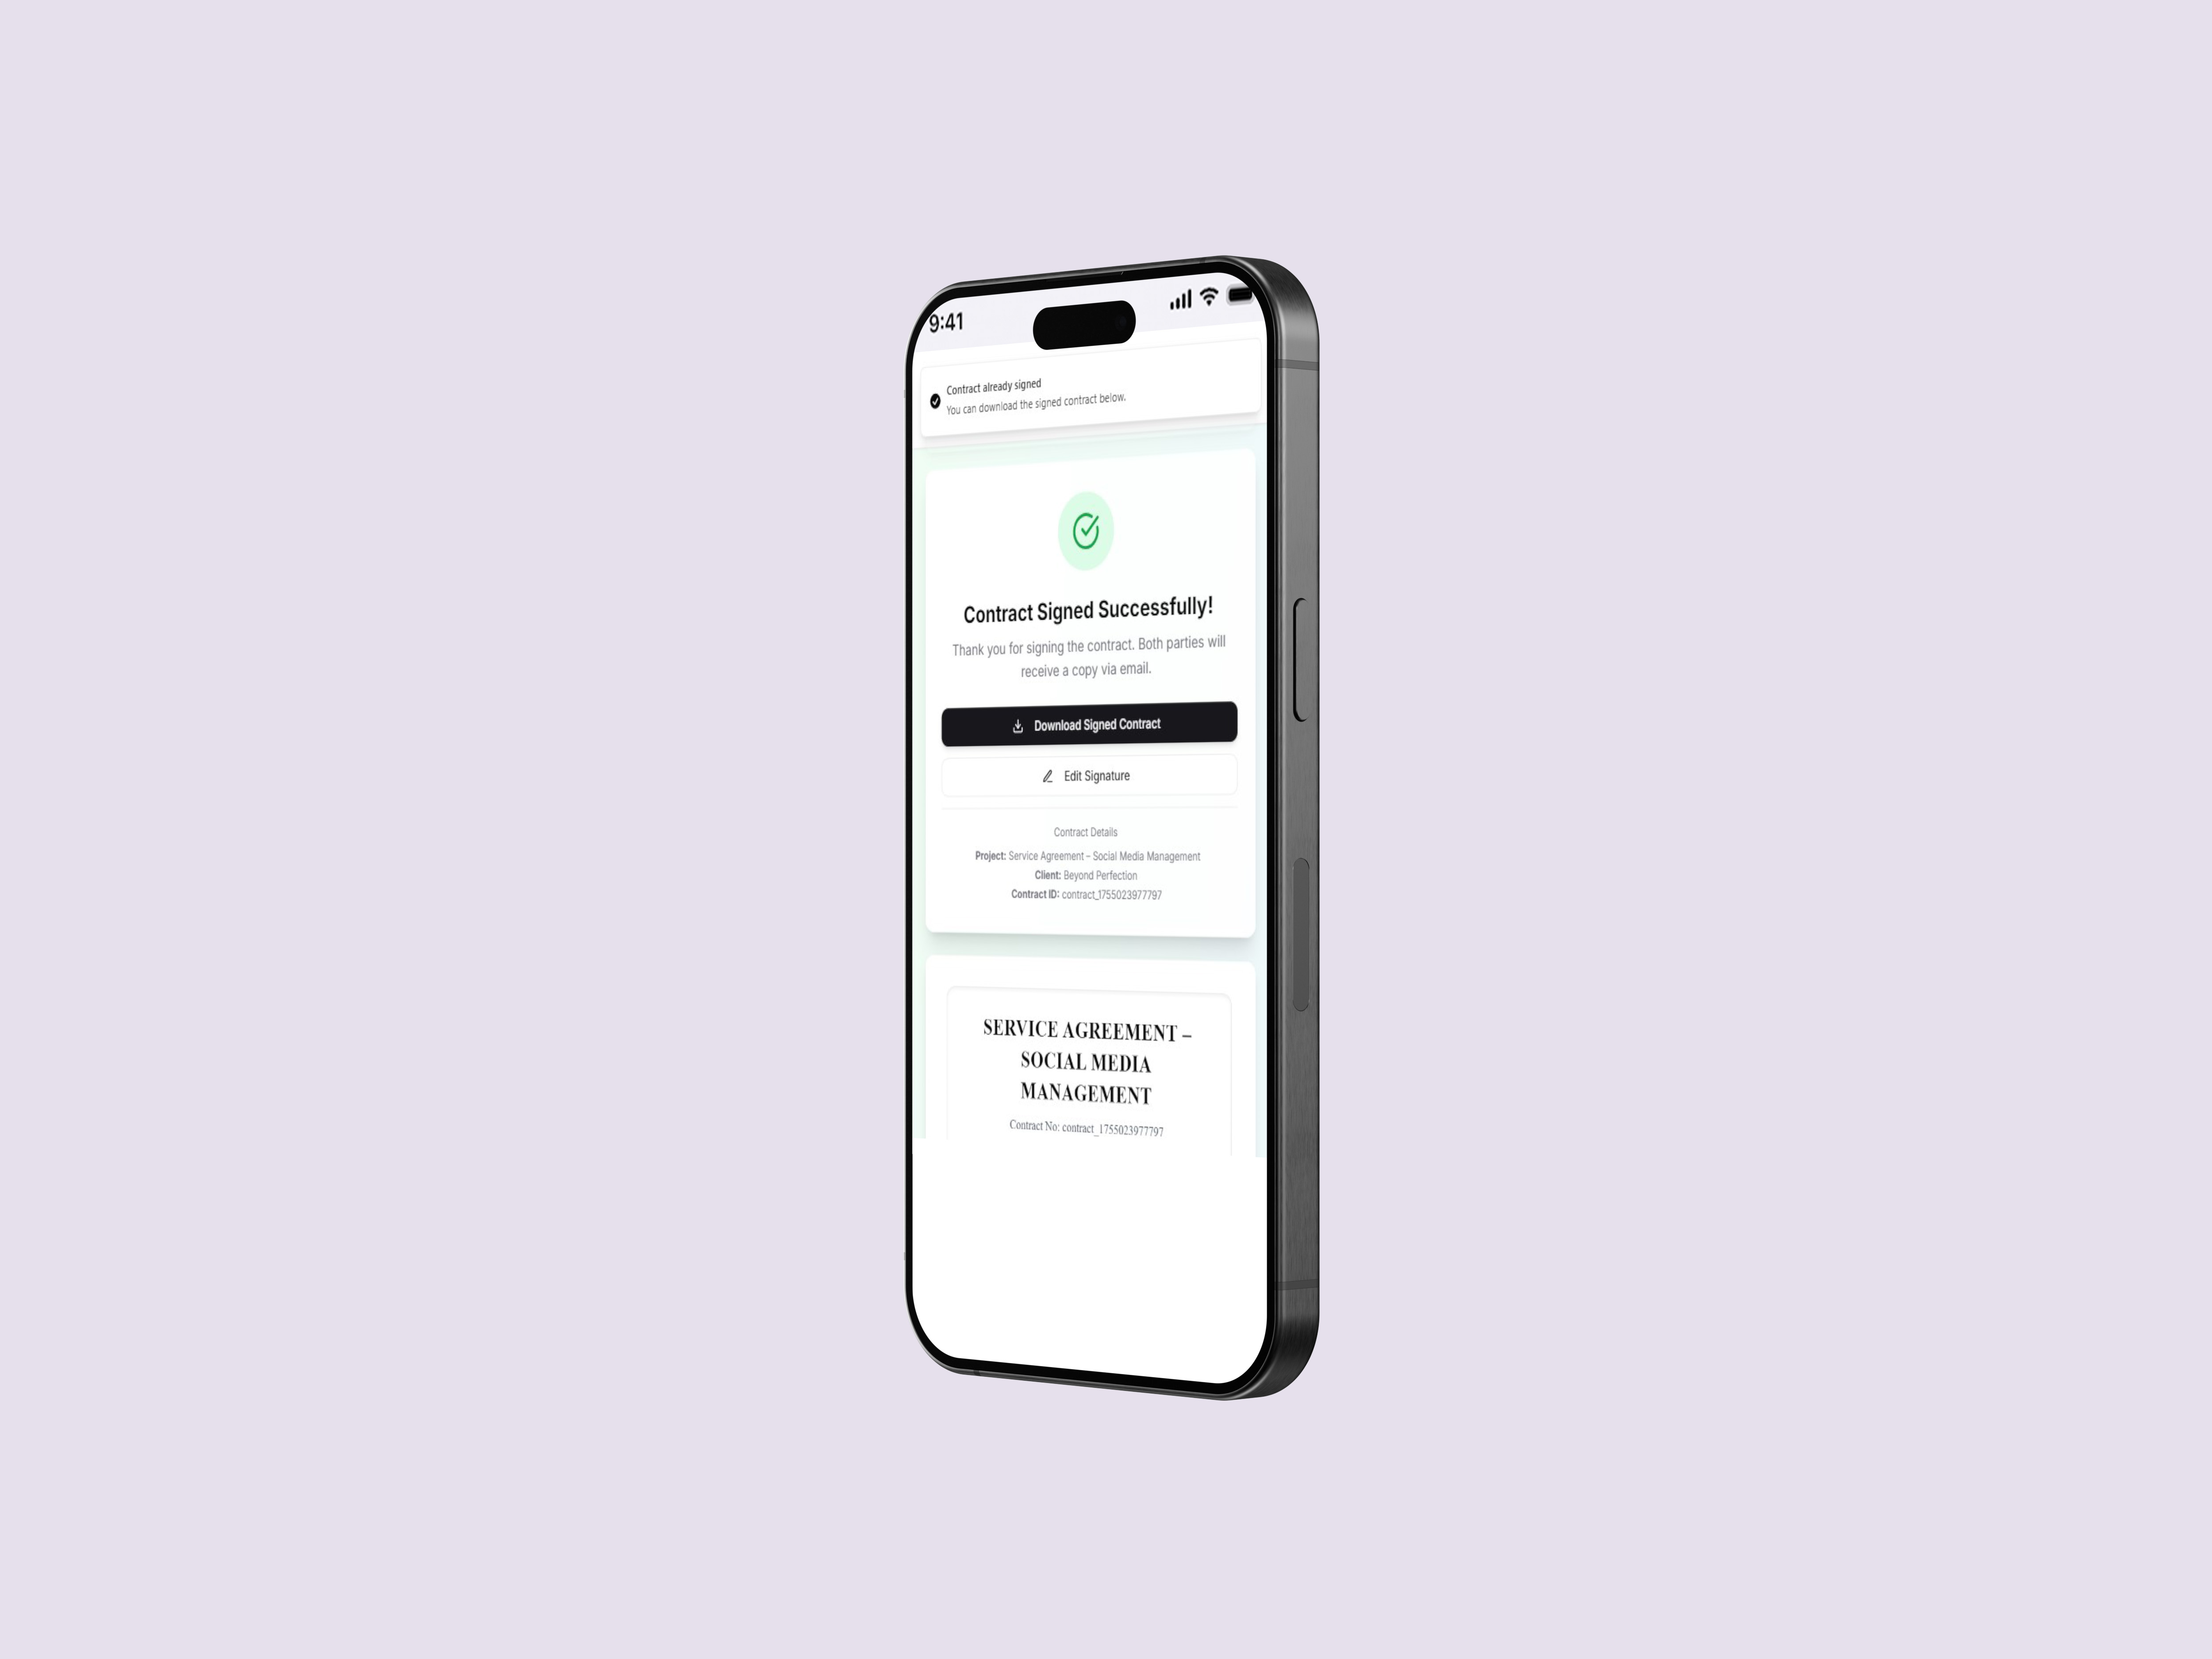 9:41
Contract already signed
You can download the signed contract below.
Contract Signed Successfully!
Thank you for signing the contract. Both parties will
receive a copy via email.
Download Signed Contract
Edit Signature
Contract Details
Project: Service Agreement – Social Media Management
Client: Beyond Perfection
Contract ID: contract_1755023977797
SERVICE AGREEMENT –
SOCIAL MEDIA
MANAGEMENT
Contract No: contract_1755023977797